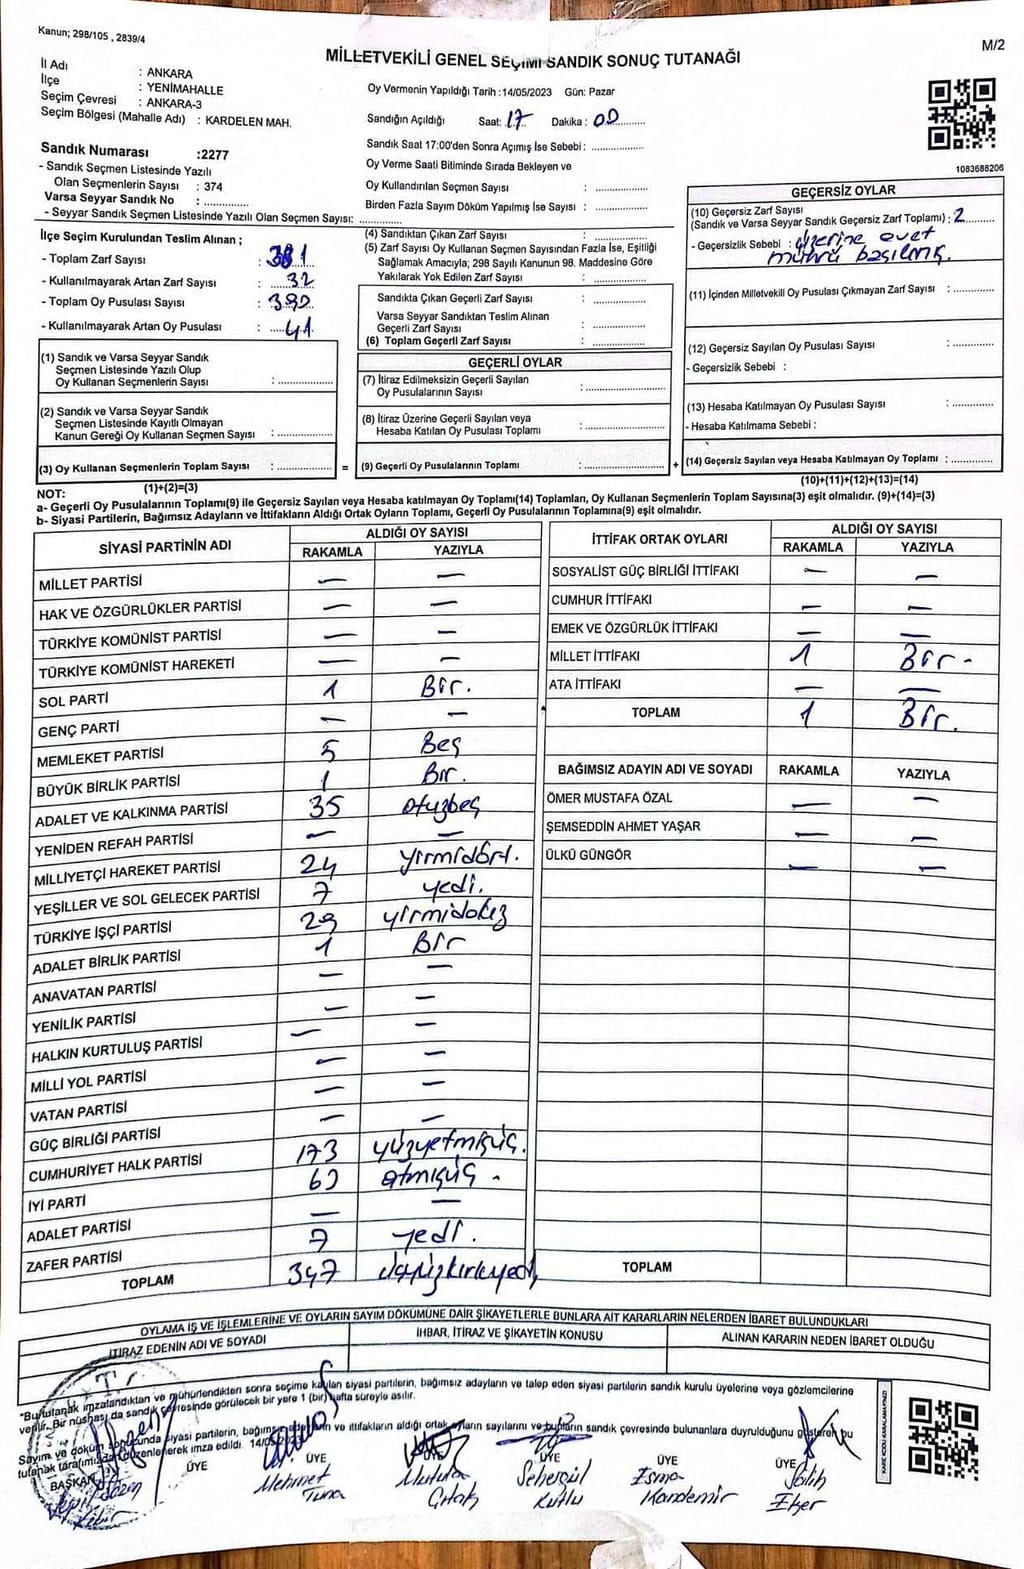 Kanun; 298/105 , 2839/4
M/2
MİLLETVEKİLİ GENEL SEÇİMİ SANDIK SONUÇ TUTANAĞI
İl Adı : ANKARA
İlçe : YENİMAHALLE
Seçim Çevresi : ANKARA-3
Seçim Bölgesi (Mahalle Adı) : KARDELEN MAH.
Sandık Numarası :2277
- Sandık Seçmen Listesinde Yazılı
Olan Seçmenlerin Sayısı : 374
Varsa Seyyar Sandık No : ..............
- Seyyar Sandık Seçmen Listesinde Yazılı Olan Seçmen Sayısı: ..............
Oy Vermenin Yapıldığı Tarih :14/05/2023 Gün: Pazar
Sandığın Açıldığı Saat: 17 Dakika : 00
Sandık Saat 17:00'den Sonra Açımış İse Sebebi : ..............
Oy Verme Saati Bitiminde Sırada Bekleyen ve
Oy Kullandırılan Seçmen Sayısı : ..............
Birden Fazla Sayım Döküm Yapılmış İse Sayısı : ..............
1083688206
İlçe Seçim Kurulundan Teslim Alınan ;
- Toplam Zarf Sayısı : 381
- Kullanılmayarak Artan Zarf Sayısı : 32
- Toplam Oy Pusulası Sayısı : 390
- Kullanılmayarak Artan Oy Pusulası : 41
(4) Sandıktan Çıkan Zarf Sayısı : ..............
(5) Zarf Sayısı Oy Kullanan Seçmen Sayısından Fazla İse, Eşitliği
Sağlamak Amacıyla; 298 Sayılı Kanunun 98. Maddesine Göre
Yakılarak Yok Edilen Zarf Sayısı : ..............
Sandıkta Çıkan Geçerli Zarf Sayısı : ..............
Varsa Seyyar Sandıktan Teslim Alınan
Geçerli Zarf Sayısı : ..............
(6) Toplam Geçerli Zarf Sayısı : ..............
GEÇERSİZ OYLAR
(10) Geçersiz Zarf Sayısı
(Sandık ve Varsa Seyyar Sandık Geçersiz Zarf Toplamı) : 2
- Geçersizlik Sebebi : üzerine evet
mührü basılmış.
(11) İçinden Milletvekili Oy Pusulası Çıkmayan Zarf Sayısı : ..............
(12) Geçersiz Sayılan Oy Pusulası Sayısı : ..............
- Geçersizlik Sebebi :
(13) Hesaba Katılmayan Oy Pusulası Sayısı : ..............
- Hesaba Katılmama Sebebi :
(14) Geçersiz Sayılan veya Hesaba Katılmayan Oy Toplamı : ..............
(10)+(11)+(12)+(13)=(14)
(1) Sandık ve Varsa Seyyar Sandık
Seçmen Listesinde Yazılı Olup
Oy Kullanan Seçmenlerin Sayısı : ..............
(2) Sandık ve Varsa Seyyar Sandık
Seçmen Listesinde Kayıtlı Olmayan
Kanun Gereği Oy Kullanan Seçmen Sayısı : ..............
(3) Oy Kullanan Seçmenlerin Toplam Sayısı : .............. =
(1)+(2)=(3)
GEÇERLİ OYLAR
(7) İtiraz Edilmeksizin Geçerli Sayılan
Oy Pusulalarının Sayısı : ..............
(8) İtiraz Üzerine Geçerli Sayılan veya
Hesaba Katılan Oy Pusulası Toplamı : ..............
(9) Geçerli Oy Pusulalarının Toplamı : .............. +
NOT:
a- Geçerli Oy Pusulalarının Toplamı(9) ile Geçersiz Sayılan veya Hesaba katılmayan Oy Toplamı(14) Toplamları, Oy Kullanan Seçmenlerin Toplam Sayısına(3) eşit olmalıdır. (9)+(14)=(3)
b- Siyasi Partilerin, Bağımsız Adayların ve İttifakların Aldığı Ortak Oyların Toplamı, Geçerli Oy Pusulalarının Toplamına(9) eşit olmalıdır.
SİYASİ PARTİNİN ADI ALDIĞI OY SAYISI
RAKAMLA YAZIYLA
MİLLET PARTİSİ — —
HAK VE ÖZGÜRLÜKLER PARTİSİ — —
TÜRKİYE KOMÜNİST PARTİSİ — —
TÜRKİYE KOMÜNİST HAREKETİ — —
SOL PARTİ 1 Bir.
GENÇ PARTİ — —
MEMLEKET PARTİSİ 5 Beş
BÜYÜK BİRLİK PARTİSİ 1 Bir.
ADALET VE KALKINMA PARTİSİ 35 otuzbeş
YENİDEN REFAH PARTİSİ — —
MİLLİYETÇİ HAREKET PARTİSİ 24 yirmidört.
YEŞİLLER VE SOL GELECEK PARTİSİ 7 yedi.
TÜRKİYE İŞÇİ PARTİSİ 29 yirmidokuz
ADALET BİRLİK PARTİSİ 1 Bir
ANAVATAN PARTİSİ — —
YENİLİK PARTİSİ — —
HALKIN KURTULUŞ PARTİSİ — —
MİLLİ YOL PARTİSİ — —
VATAN PARTİSİ — —
GÜÇ BİRLİĞİ PARTİSİ — —
CUMHURİYET HALK PARTİSİ 173 yüzyetmişüç.
İYİ PARTİ 63 atmışüç.
ADALET PARTİSİ — —
ZAFER PARTİSİ 7 yedi.
TOPLAM 347
İTTİFAK ORTAK OYLARI ALDIĞI OY SAYISI
RAKAMLA YAZIYLA
SOSYALİST GÜÇ BİRLİĞİ İTTİFAKI — —
CUMHUR İTTİFAKI — —
EMEK VE ÖZGÜRLÜK İTTİFAKI — —
MİLLET İTTİFAKI 1 Bir -
ATA İTTİFAKI — —
TOPLAM 1 Bir.
BAĞIMSIZ ADAYIN ADI VE SOYADI RAKAMLA YAZIYLA
ÖMER MUSTAFA ÖZAL — —
ŞEMSEDDİN AHMET YAŞAR — —
ÜLKÜ GÜNGÖR — —
TOPLAM
OYLAMA İŞ VE İŞLEMLERİNE VE OYLARIN SAYIM DÖKÜMÜNE DAİR ŞİKAYETLERLE BUNLARA AİT KARARLARIN NELERDEN İBARET BULUNDUKLARI
İTİRAZ EDENİN ADI VE SOYADI İHBAR, İTİRAZ VE ŞİKAYETİN KONUSU ALINAN KARARIN NEDEN İBARET OLDUĞU
*Bu tutanak imzalandıktan ve mühürlendikten sonra seçime katılan siyasi partilerin, bağımsız adayların ve talep eden siyasi partilerin sandık kurulu üyelerine veya gözlemcilerine
verilir. Bir nüshası da sandık çevresinde görülecek bir yere 1 (bir) hafta süreyle asılır.
Sayım ve döküm sonucunda siyasi partilerin, bağımsız adayların ve ittifakların aldığı ortak oyların sayılarını ve bunların sandık çevresinde bulunanlara duyrulduğunu gösteren bu
tutanak tarafımızdan düzenlenerek imza edildi. 14/05/2023
BAŞKAN ÜYE ÜYE ÜYE ÜYE ÜYE ÜYE
Mehmet Tuna
Sehergül Kutlu
Esma Kandemir
Salih
KARE KODU KARALAMAYINIZ!